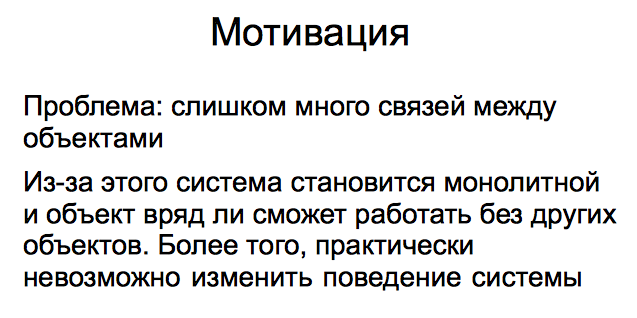 Мотивация
Проблема: слишком много связей между
объектами
Из-за этого система становится монолитной
и объект вряд ли сможет работать без других
объектов. Более того, практически
невозможно изменить поведение системы